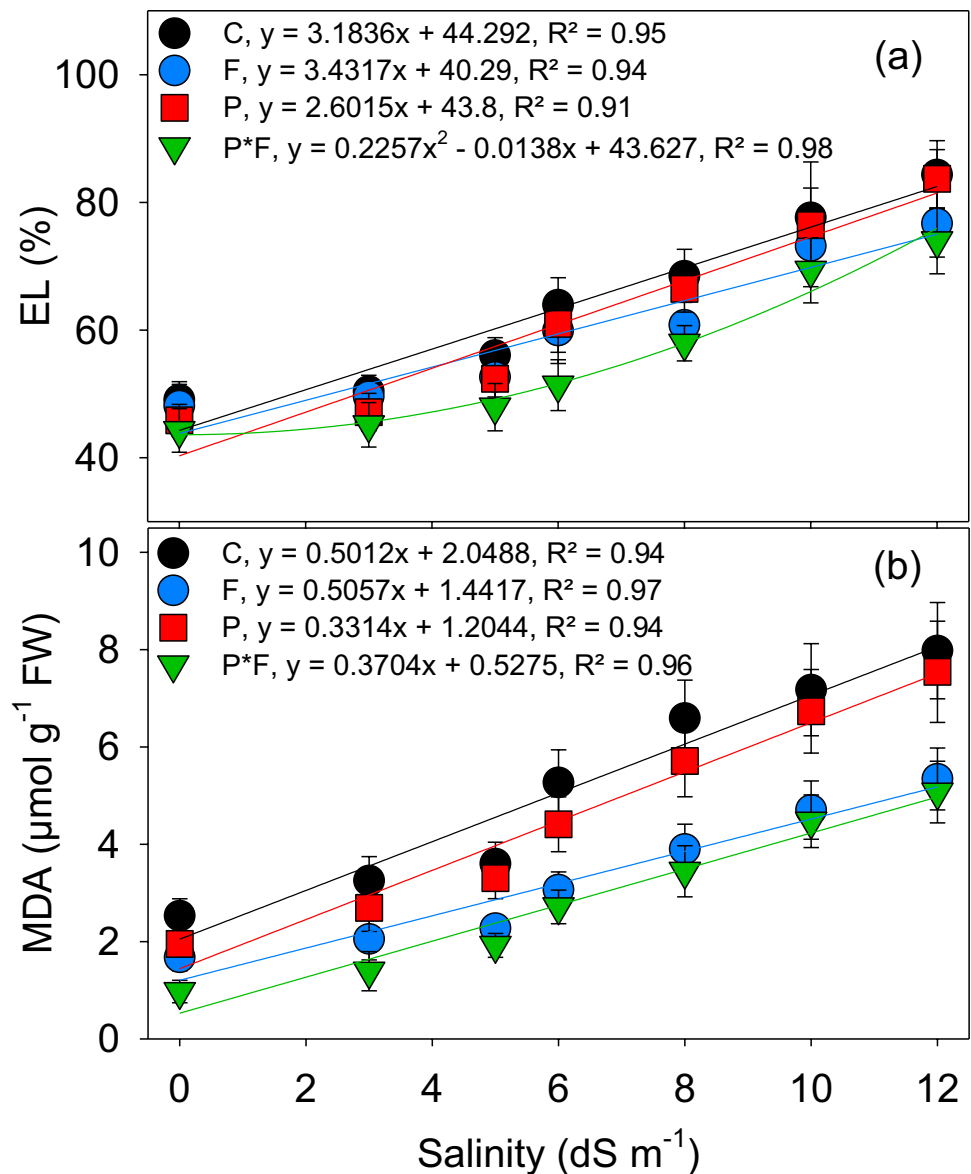 C, y = 3.1836x + 44.292, R² = 0.95
(a)
F, y = 3.4317x + 40.29, R² = 0.94
P, y = 2.6015x + 43.8, R² = 0.91
P*F, y = 0.2257x² - 0.0138x + 43.627, R² = 0.98
100
80
60
40
EL (%)
C, y = 0.5012x + 2.0488, R² = 0.94
(b)
F, y = 0.5057x + 1.4417, R² = 0.97
P, y = 0.3314x + 1.2044, R² = 0.94
P*F, y = 0.3704x + 0.5275, R² = 0.96
10
8
6
4
2
0
MDA (µmol g⁻¹ FW)
0 2 4 6 8 10 12
Salinity (dS m⁻¹)